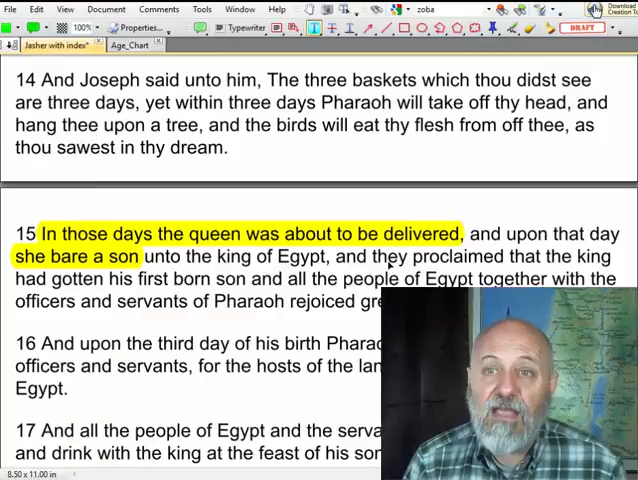 File Edit View Document Comments Tools Window Help
zoba
Download
Creation To
100% Properties... Typewriter DRAFT
Jasher with index* Age_Chart
14 And Joseph said unto him, The three baskets which thou didst see
are three days, yet within three days Pharaoh will take off thy head, and
hang thee upon a tree, and the birds will eat thy flesh from off thee, as
thou sawest in thy dream.
15 In those days the queen was about to be delivered, and upon that day
she bare a son unto the king of Egypt, and they proclaimed that the king
had gotten his first born son and all the people of Egypt together with the
officers and servants of Pharaoh rejoiced gre
16 And upon the third day of his birth Pharao
officers and servants, for the hosts of the lan
Egypt.
17 And all the people of Egypt and the serva
and drink with the king at the feast of his son
8.50 x 11.00 in